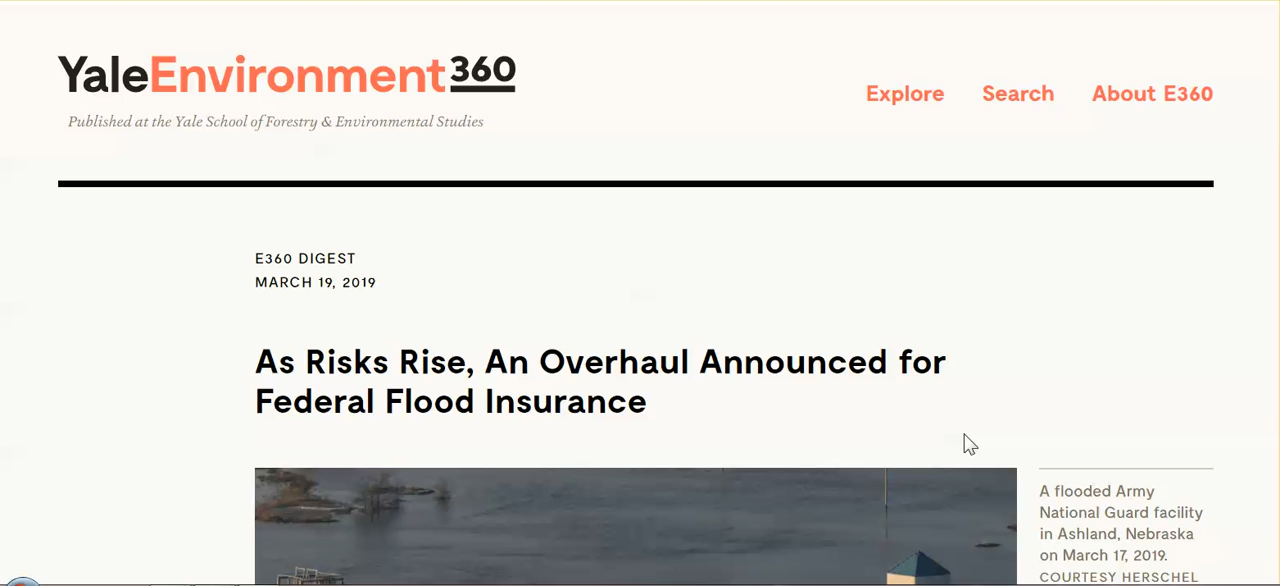 YaleEnvironment360
Published at the Yale School of Forestry & Environmental Studies
Explore Search About E360
E360 DIGEST
MARCH 19, 2019
As Risks Rise, An Overhaul Announced for
Federal Flood Insurance
A flooded Army
National Guard facility
in Ashland, Nebraska
on March 17, 2019.
COURTESY HERSCHEL